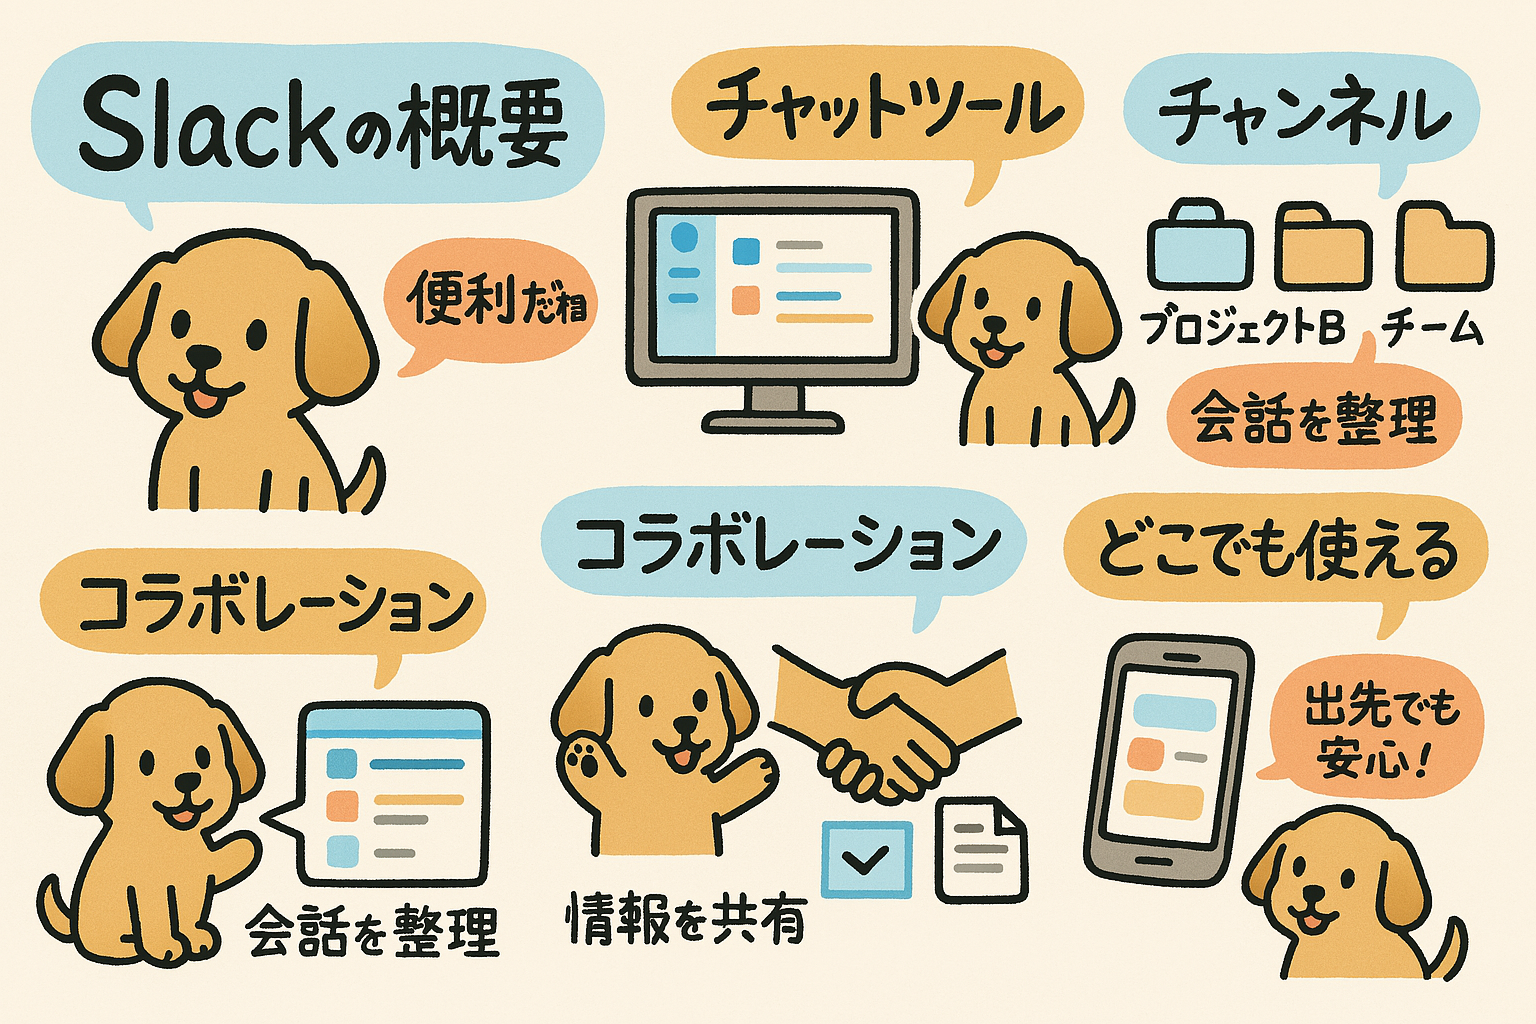 Slackの概要
便利だ
チャットツール
チャンネル
プロジェクトB チーム
会話を整理
コラボレーション
会話を整理
コラボレーション
情報を共有
どこでも使える
出先でも
安心!